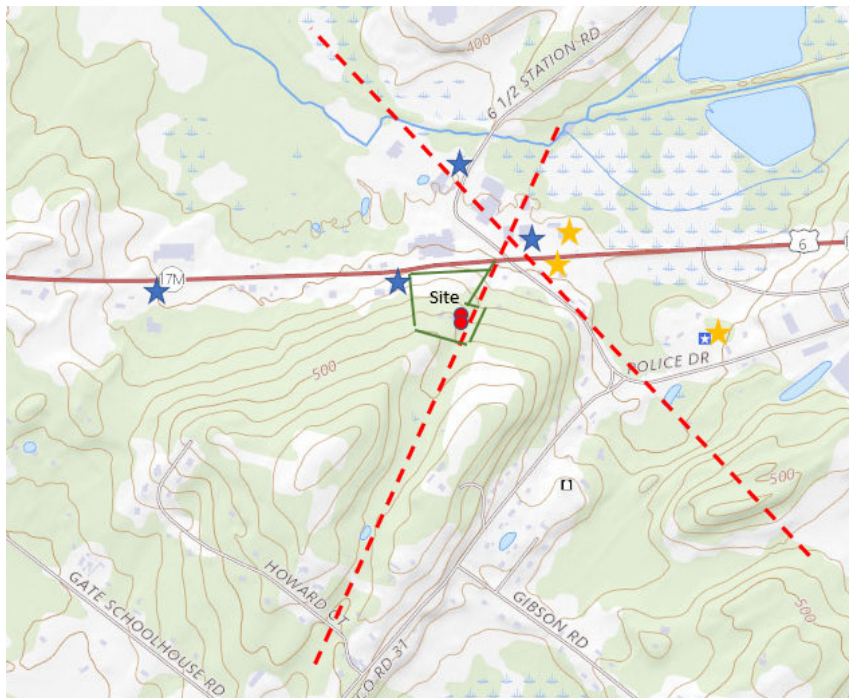 400
6 1/2 STATION RD
6
17M
Site
500
POLICE DR
500
HOWARD CT
GATE SCHOOLHOUSE RD
GIBSON RD
CO RD 31
500